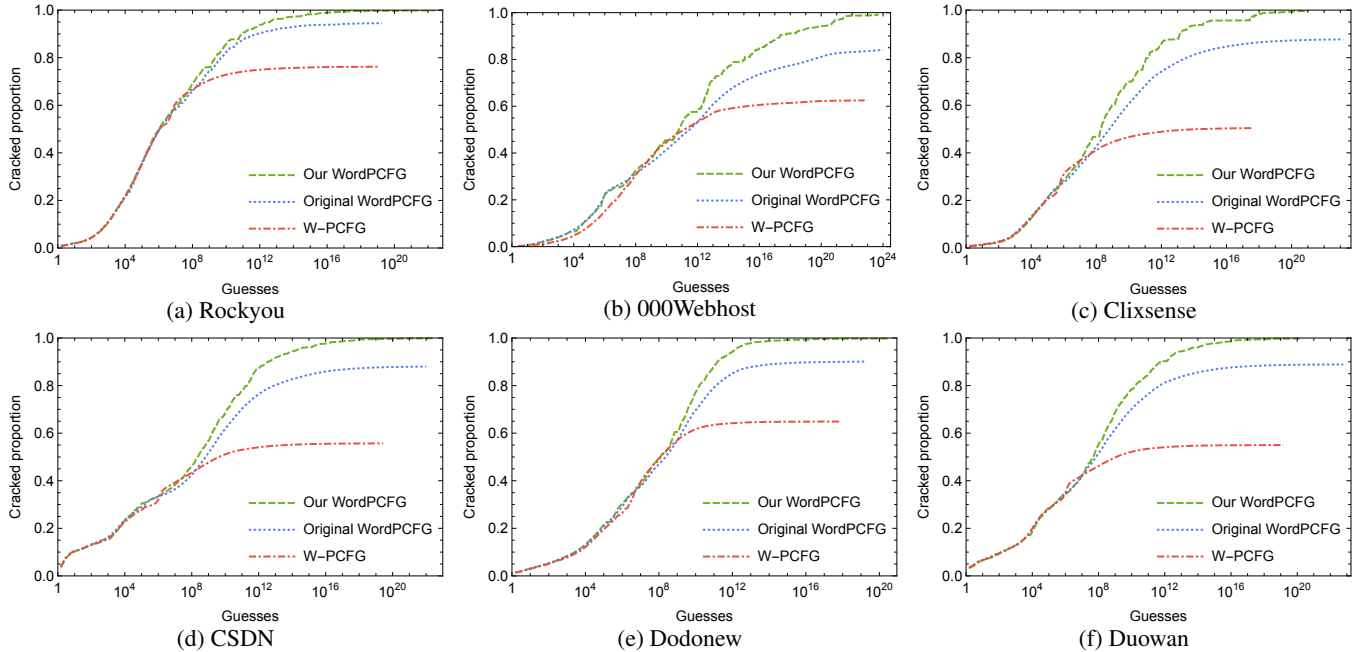 Cracked proportion
1.0
0.8
0.6
0.4
0.2
0.0
Our WordPCFG
Original WordPCFG
W-PCFG
1 10^4 10^8 10^12 10^16 10^20
Guesses
(a) Rockyou
Cracked proportion
1.0
0.8
0.6
0.4
0.2
0.0
Our WordPCFG
Original WordPCFG
W-PCFG
1 10^4 10^8 10^12 10^16 10^20 10^24
Guesses
(b) 000Webhost
Cracked proportion
1.0
0.8
0.6
0.4
0.2
0.0
Our WordPCFG
Original WordPCFG
W-PCFG
1 10^4 10^8 10^12 10^16 10^20
Guesses
(c) Clixsense
Cracked proportion
1.0
0.8
0.6
0.4
0.2
0.0
Our WordPCFG
Original WordPCFG
W-PCFG
1 10^4 10^8 10^12 10^16 10^20
Guesses
(d) CSDN
Cracked proportion
1.0
0.8
0.6
0.4
0.2
0.0
Our WordPCFG
Original WordPCFG
W-PCFG
1 10^4 10^8 10^12 10^16 10^20
Guesses
(e) Dodonew
Cracked proportion
1.0
0.8
0.6
0.4
0.2
0.0
Our WordPCFG
Original WordPCFG
W-PCFG
1 10^4 10^8 10^12 10^16 10^20
Guesses
(f) Duowan